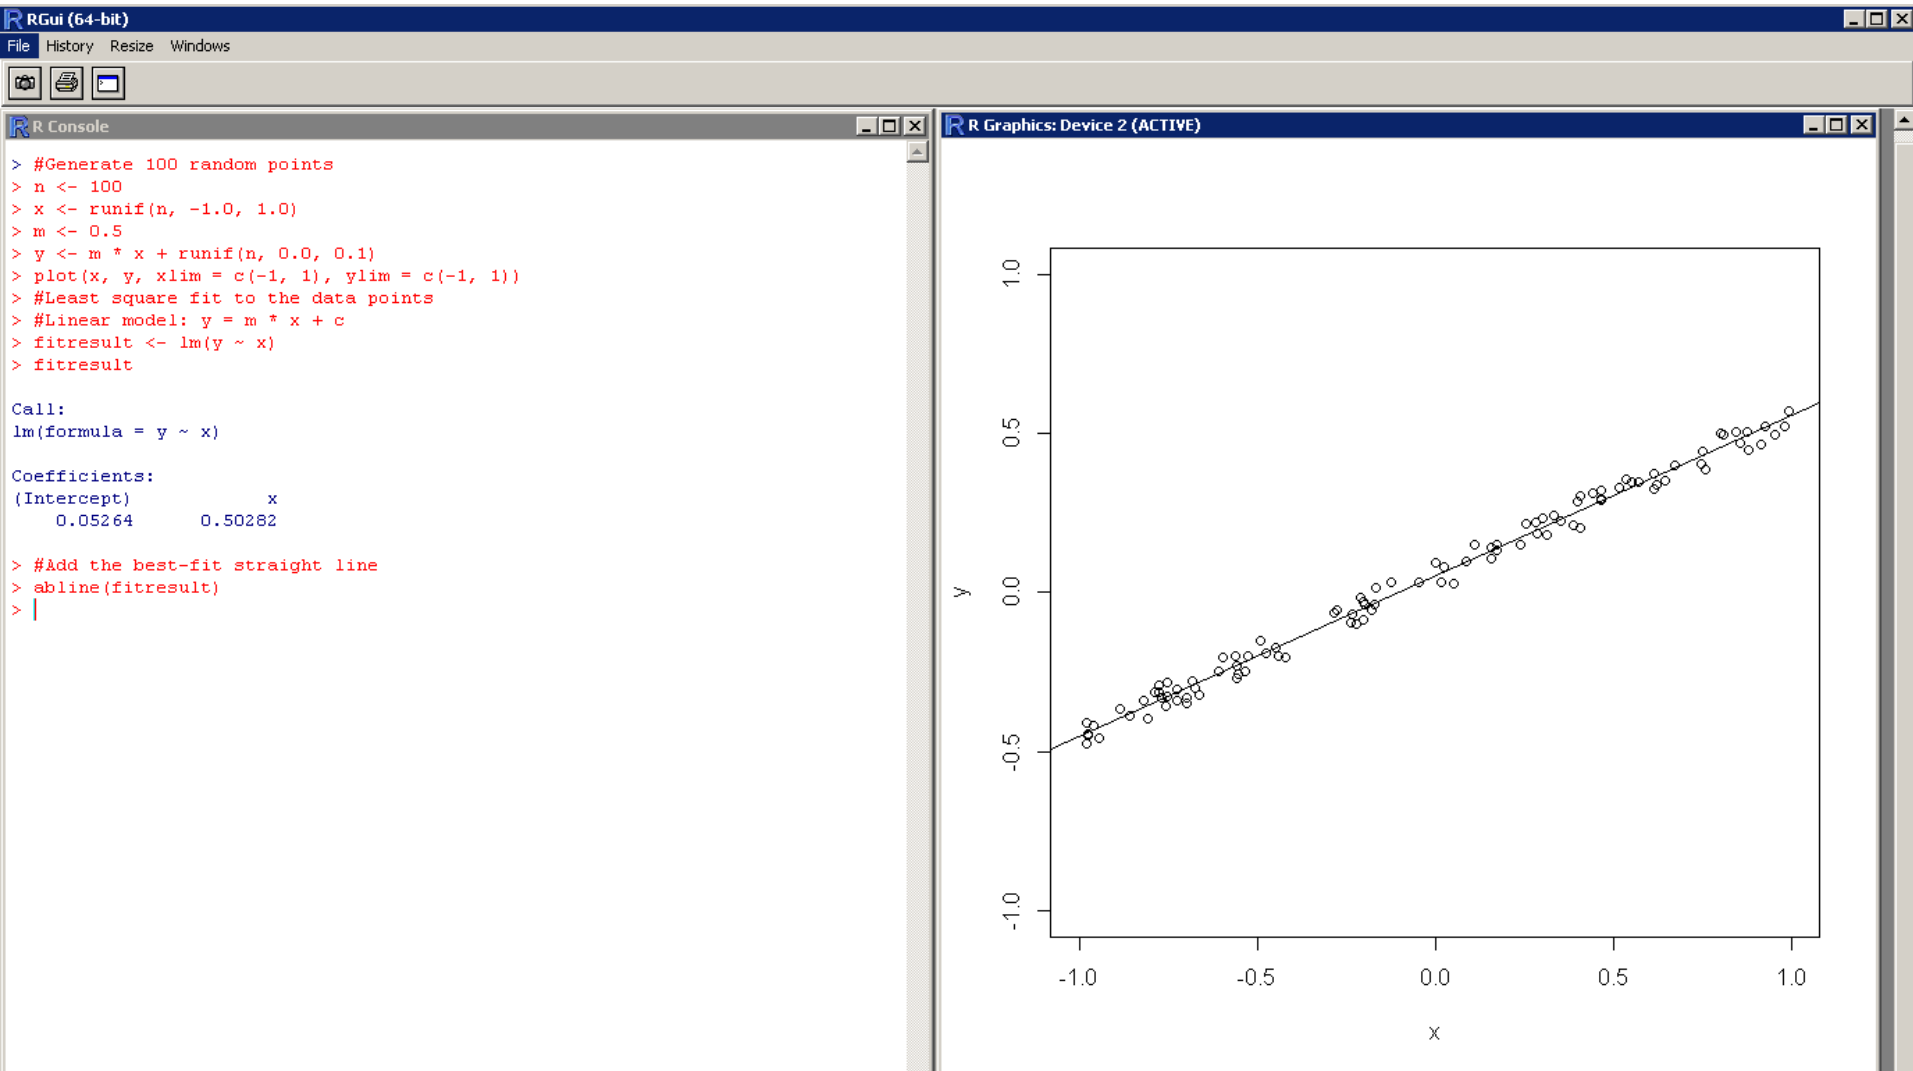 RGui (64-bit)
File History Resize Windows
R Console
> #Generate 100 random points
> n <- 100
> x <- runif(n, -1.0, 1.0)
> m <- 0.5
> y <- m * x + runif(n, 0.0, 0.1)
> plot(x, y, xlim = c(-1, 1), ylim = c(-1, 1))
> #Least square fit to the data points
> #Linear model: y = m * x + c
> fitresult <- lm(y ~ x)
> fitresult
Call:
lm(formula = y ~ x)
Coefficients:
(Intercept) x
0.05264 0.50282
> #Add the best-fit straight line
> abline(fitresult)
>
R Graphics: Device 2 (ACTIVE)
1.0
0.5
0.0
-0.5
-1.0
y
-1.0 -0.5 0.0 0.5 1.0
x